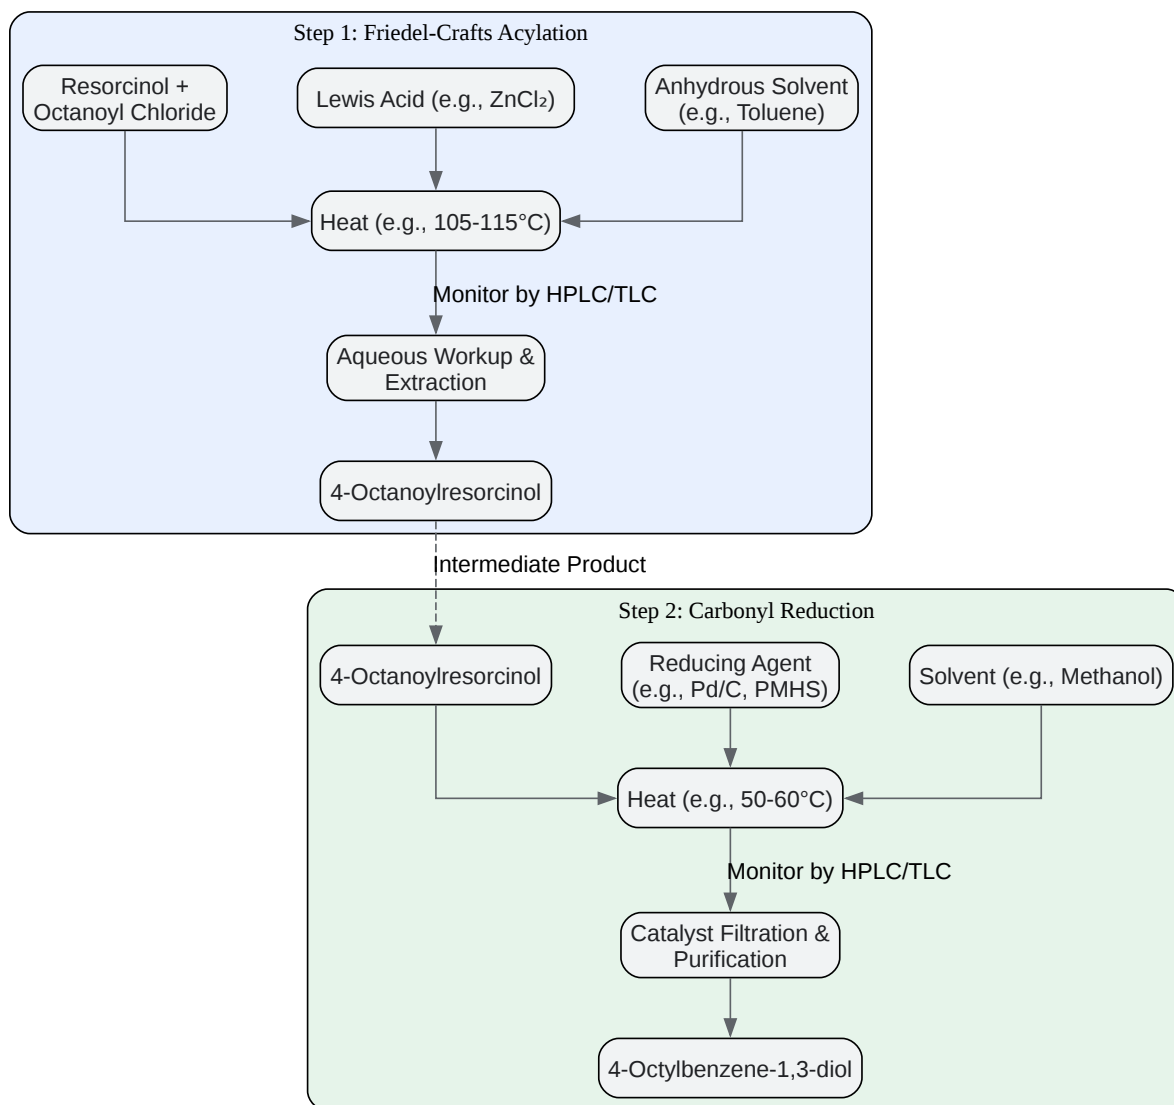 Step 1: Friedel-Crafts Acylation
Resorcinol +
Octanoyl Chloride
Lewis Acid (e.g., ZnCl₂)
Anhydrous Solvent
(e.g., Toluene)
Heat (e.g., 105-115°C)
Monitor by HPLC/TLC
Aqueous Workup &
Extraction
4-Octanoylresorcinol
Intermediate Product
Step 2: Carbonyl Reduction
4-Octanoylresorcinol
Reducing Agent
(e.g., Pd/C, PMHS)
Solvent (e.g., Methanol)
Heat (e.g., 50-60°C)
Monitor by HPLC/TLC
Catalyst Filtration &
Purification
4-Octylbenzene-1,3-diol